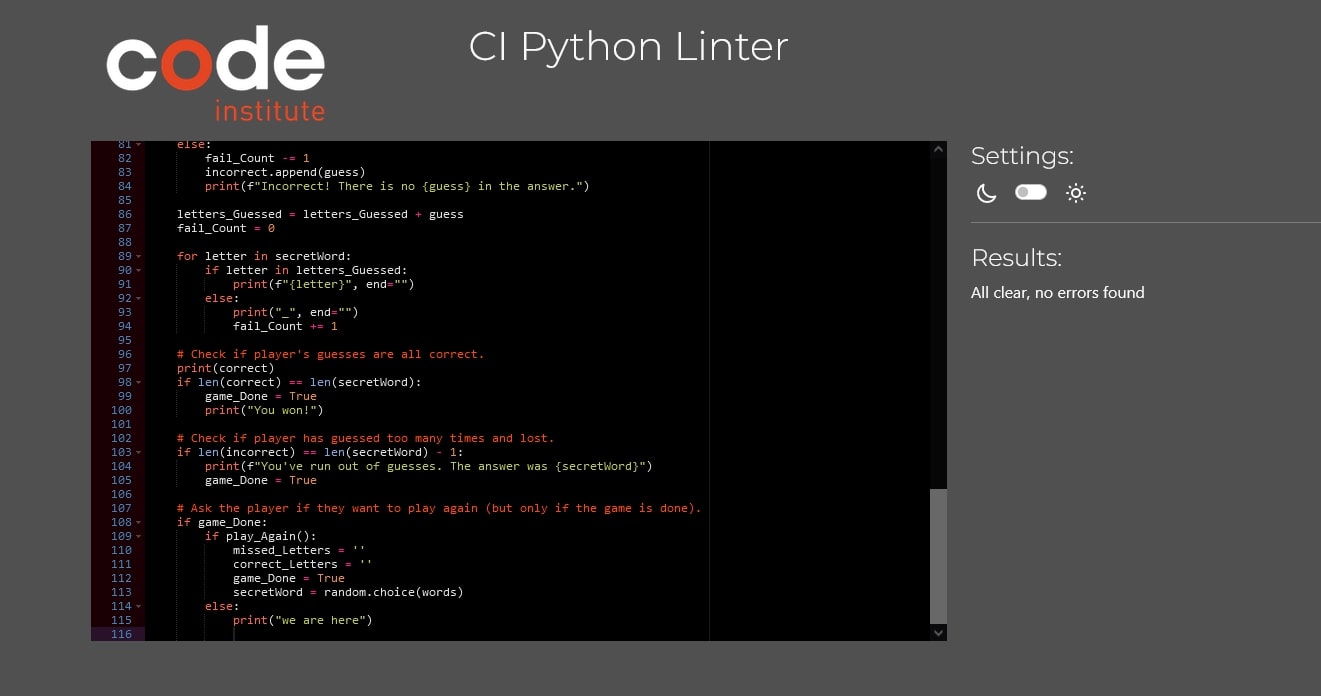 code
institute
CI Python Linter
81 else:
82 fail_Count -= 1
83 incorrect.append(guess)
84 print(f"Incorrect! There is no {guess} in the answer.")
85
86 letters_Guessed = letters_Guessed + guess
87 fail_Count = 0
88
89 for letter in secretWord:
90 if letter in letters_Guessed:
91 print(f"{letter}", end="")
92 else:
93 print("_", end="")
94 fail_Count += 1
95
96 # Check if player's guesses are all correct.
97 print(correct)
98 if len(correct) == len(secretWord):
99 game_Done = True
100 print("You won!")
101
102 # Check if player has guessed too many times and lost.
103 if len(incorrect) == len(secretWord) - 1:
104 print(f"You've run out of guesses. The answer was {secretWord}")
105 game_Done = True
106
107 # Ask the player if they want to play again (but only if the game is done).
108 if game_Done:
109 if play_Again():
110 missed_Letters = ''
111 correct_Letters = ''
112 game_Done = True
113 secretWord = random.choice(words)
114 else:
115 print("we are here")
116
Settings:
Results:
All clear, no errors found